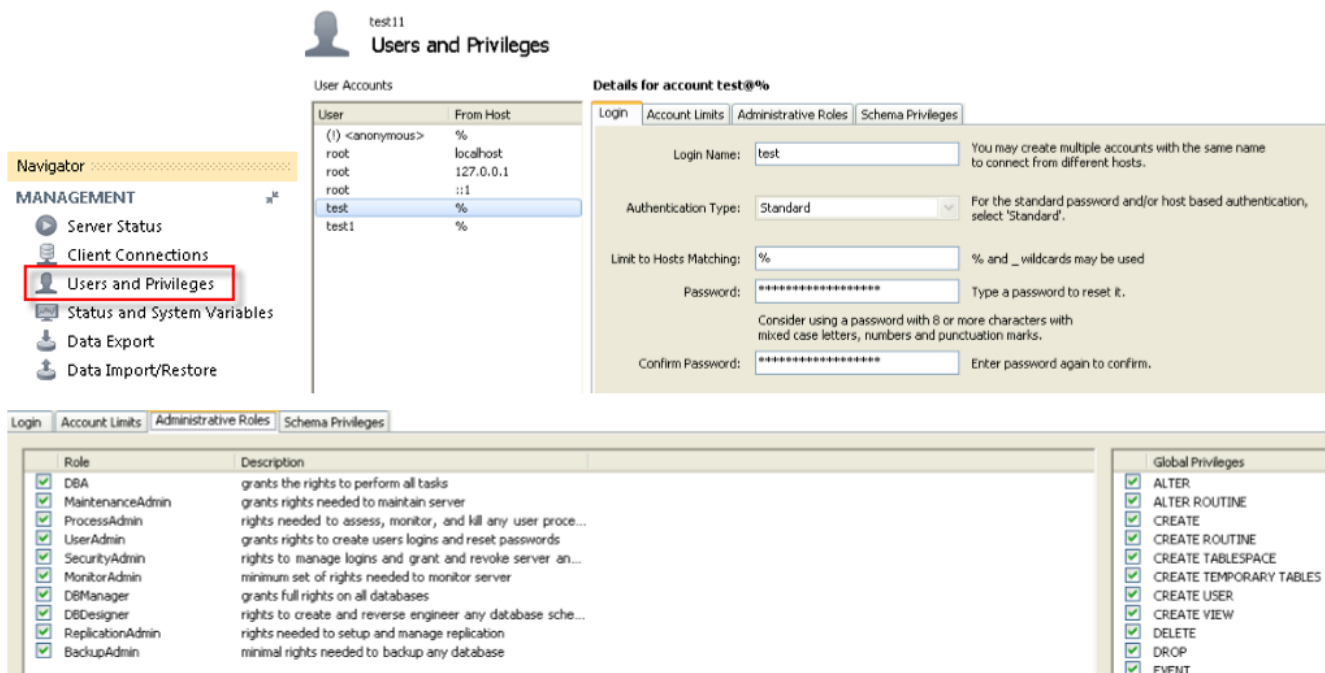 test11
Users and Privileges
User Accounts
User From Host
(!) <anonymous> %
root localhost
root 127.0.0.1
root ::1
test %
test1 %
Details for account test@%
Login Account Limits Administrative Roles Schema Privileges
Login Name: test You may create multiple accounts with the same name
to connect from different hosts.
Authentication Type: Standard For the standard password and/or host based authentication,
select 'Standard'.
Limit to Hosts Matching: % % and _ wildcards may be used
Password: ****************** Type a password to reset it.
Consider using a password with 8 or more characters with
mixed case letters, numbers and punctuation marks.
Confirm Password: ****************** Enter password again to confirm.
Navigator
MANAGEMENT
Server Status
Client Connections
Users and Privileges
Status and System Variables
Data Export
Data Import/Restore
Login Account Limits Administrative Roles Schema Privileges
Role Description
DBA grants the rights to perform all tasks
MaintenanceAdmin grants rights needed to maintain server
ProcessAdmin rights needed to assess, monitor, and kill any user proce...
UserAdmin grants rights to create users logins and reset passwords
SecurityAdmin rights to manage logins and grant and revoke server an...
MonitorAdmin minimum set of rights needed to monitor server
DBManager grants full rights on all databases
DBDesigner rights to create and reverse engineer any database sche...
ReplicationAdmin rights needed to setup and manage replication
BackupAdmin minimal rights needed to backup any database
Global Privileges
ALTER
ALTER ROUTINE
CREATE
CREATE ROUTINE
CREATE TABLESPACE
CREATE TEMPORARY TABLES
CREATE USER
CREATE VIEW
DELETE
DROP
EVENT